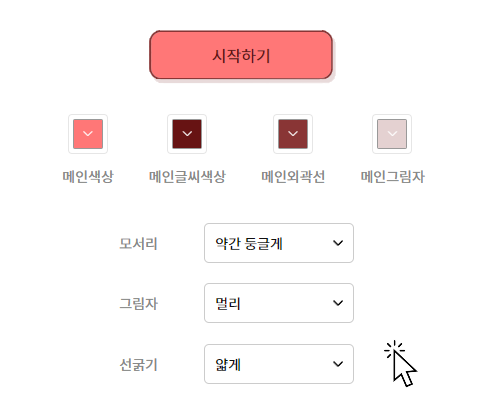 시작하기
메인색상 메인글씨색상 메인외곽선 메인그림자
모서리 약간 둥글게
그림자 멀리
선굵기 얇게